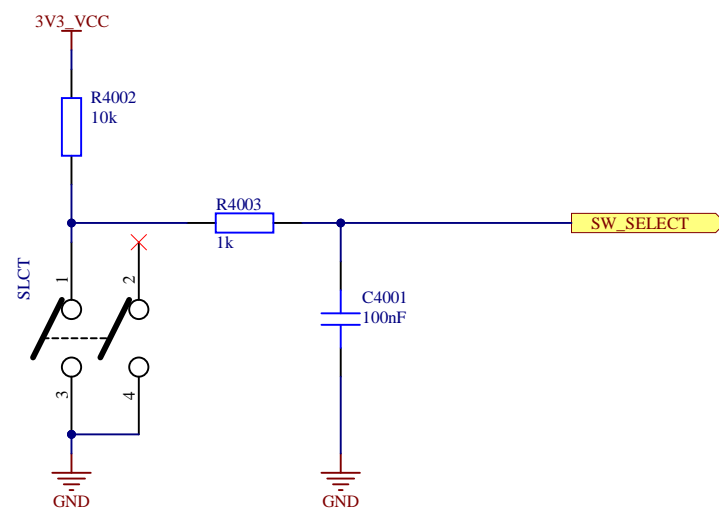 3V3_VCC
R4002
10k
R4003
1k
SW_SELECT
SLCT
1
2
C4001
100nF
3
4
GND
GND